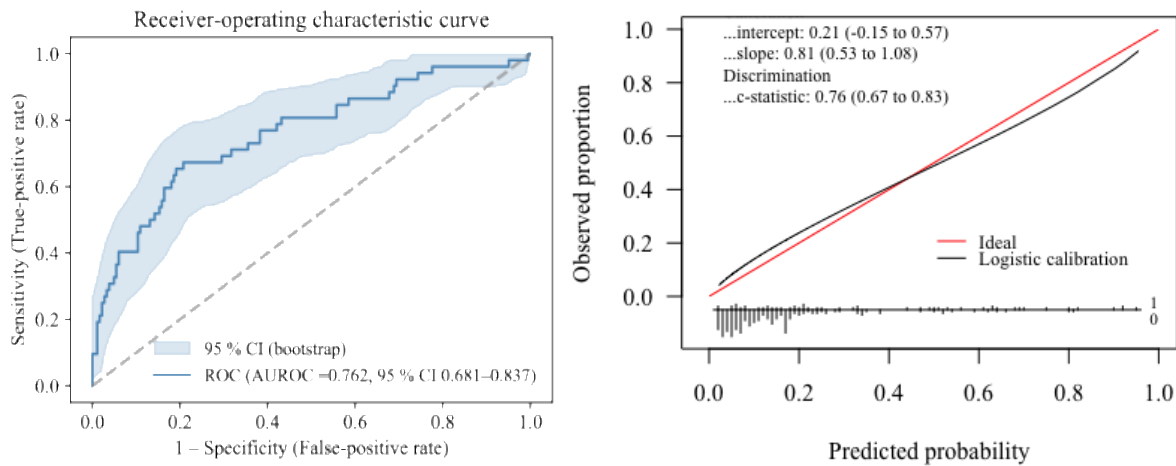 Receiver-operating characteristic curve
Sensitivity (True-positive rate)
1.0
0.8
0.6
0.4
0.2
0.0
95 % CI (bootstrap)
ROC (AUROC =0.762, 95 % CI 0.681–0.837)
0.0 0.2 0.4 0.6 0.8 1.0
1 – Specificity (False-positive rate)
Observed proportion
1.0
0.8
0.6
0.4
0.2
0.0
...intercept: 0.21 (-0.15 to 0.57)
...slope: 0.81 (0.53 to 1.08)
Discrimination
...c-statistic: 0.76 (0.67 to 0.83)
Ideal
Logistic calibration
1
0
0.0 0.2 0.4 0.6 0.8 1.0
Predicted probability